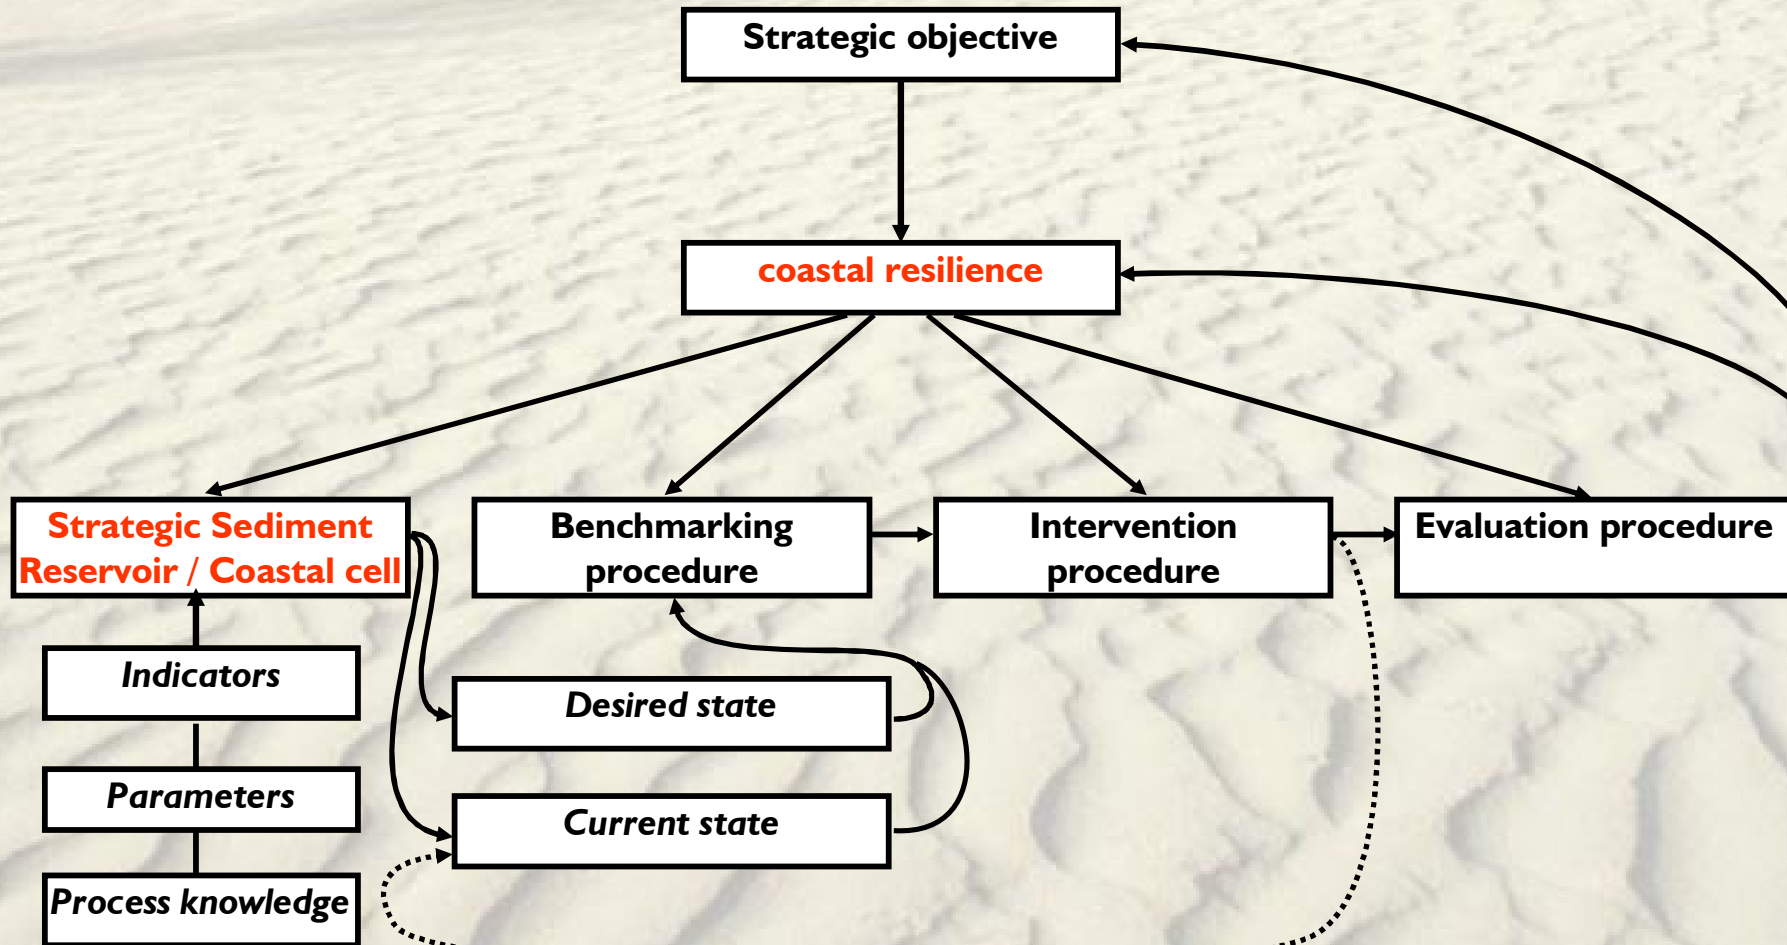 Strategic objective
coastal resilience
Strategic Sediment
Reservoir / Coastal cell
Benchmarking
procedure
Intervention
procedure
Evaluation procedure
Indicators
Desired state
Parameters
Current state
Process knowledge